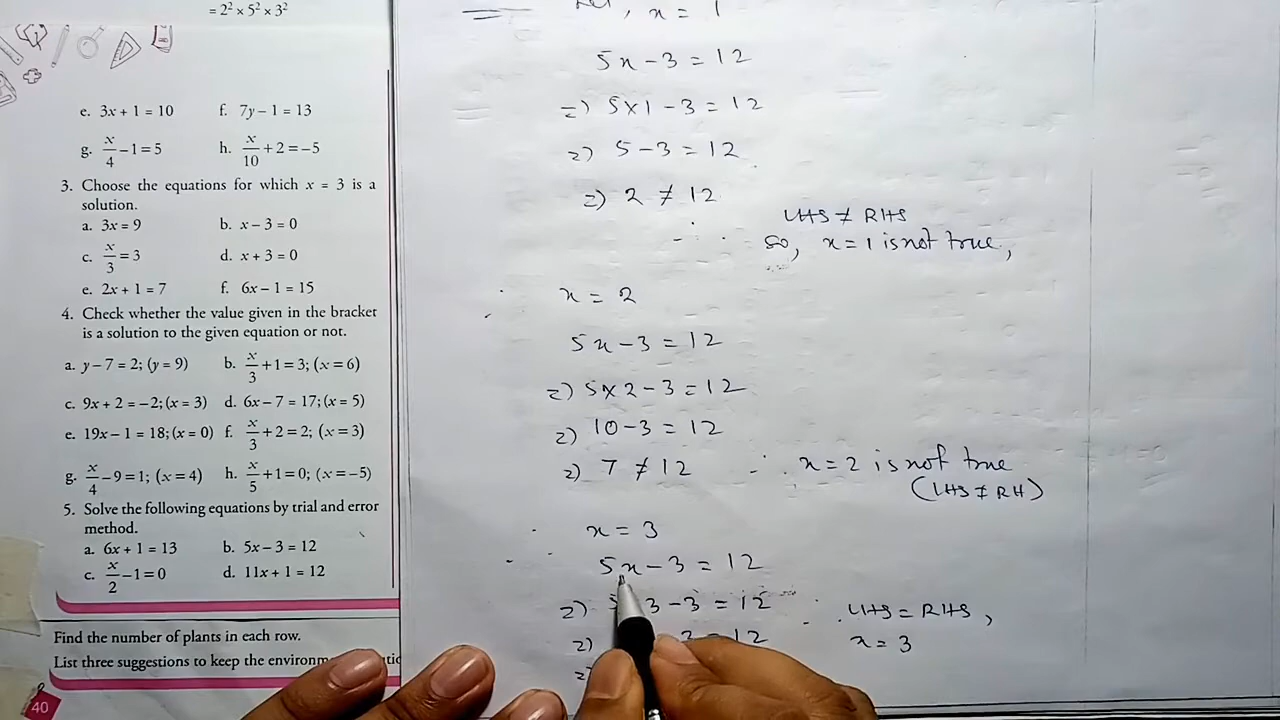 = 2² × 5² × 3²
e. 3x + 1 = 10 f. 7y – 1 = 13
g. x/4 – 1 = 5 h. x/10 + 2 = –5
3. Choose the equations for which x = 3 is a
solution.
a. 3x = 9 b. x – 3 = 0
c. x/3 = 3 d. x + 3 = 0
e. 2x + 1 = 7 f. 6x – 1 = 15
4. Check whether the value given in the bracket
is a solution to the given equation or not.
a. y – 7 = 2; (y = 9) b. x/3 + 1 = 3; (x = 6)
c. 9x + 2 = –2; (x = 3) d. 6x – 7 = 17; (x = 5)
e. 19x – 1 = 18; (x = 0) f. x/3 + 2 = 2; (x = 3)
g. x/4 – 9 = 1; (x = 4) h. x/5 + 1 = 0; (x = –5)
5. Solve the following equations by trial and error
method.
a. 6x + 1 = 13 b. 5x – 3 = 12
c. x/2 – 1 = 0 d. 11x + 1 = 12
Find the number of plants in each row.
List three suggestions to keep the
40
x = 1
5x – 3 = 12
=) 5×1 – 3 = 12
=) 5 – 3 = 12
=) 2 ≠ 12
LHS ≠ RHS
So, x = 1 is not true,
x = 2
5x – 3 = 12
=) 5×2 – 3 = 12
=) 10 – 3 = 12
=) 7 ≠ 12 ∴ x = 2 is not true
(LHS ≠ RH)
x = 3
5x – 3 = 12
=) 3 – 3 = 12 ∴ LHS = RHS,
=) 3 = 12 x = 3
=)